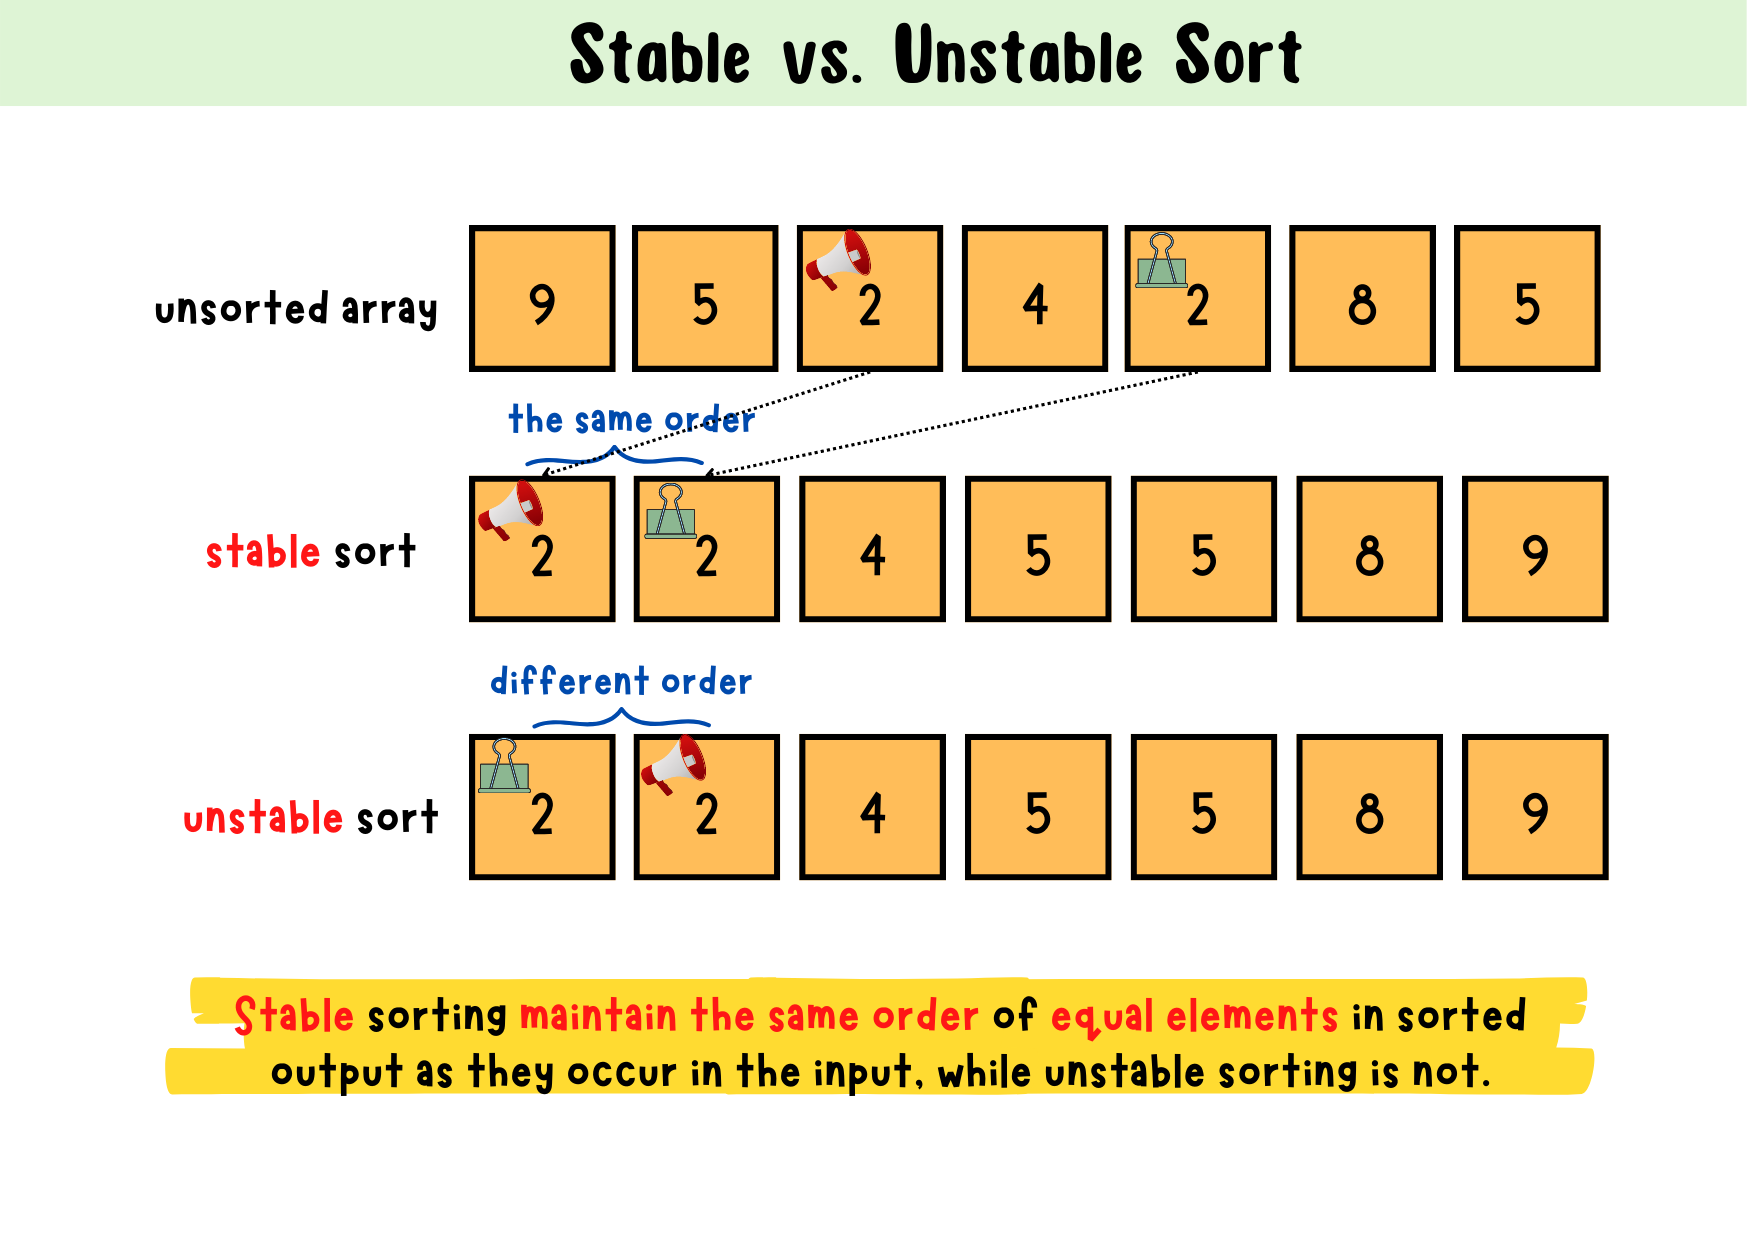 Stable vs. Unstable Sort
unsorted array 9 5 2 4 2 8 5
the same order
stable sort 2 2 4 5 5 8 9
different order
unstable sort 2 2 4 5 5 8 9
Stable sorting maintain the same order of equal elements in sorted
output as they occur in the input, while unstable sorting is not.